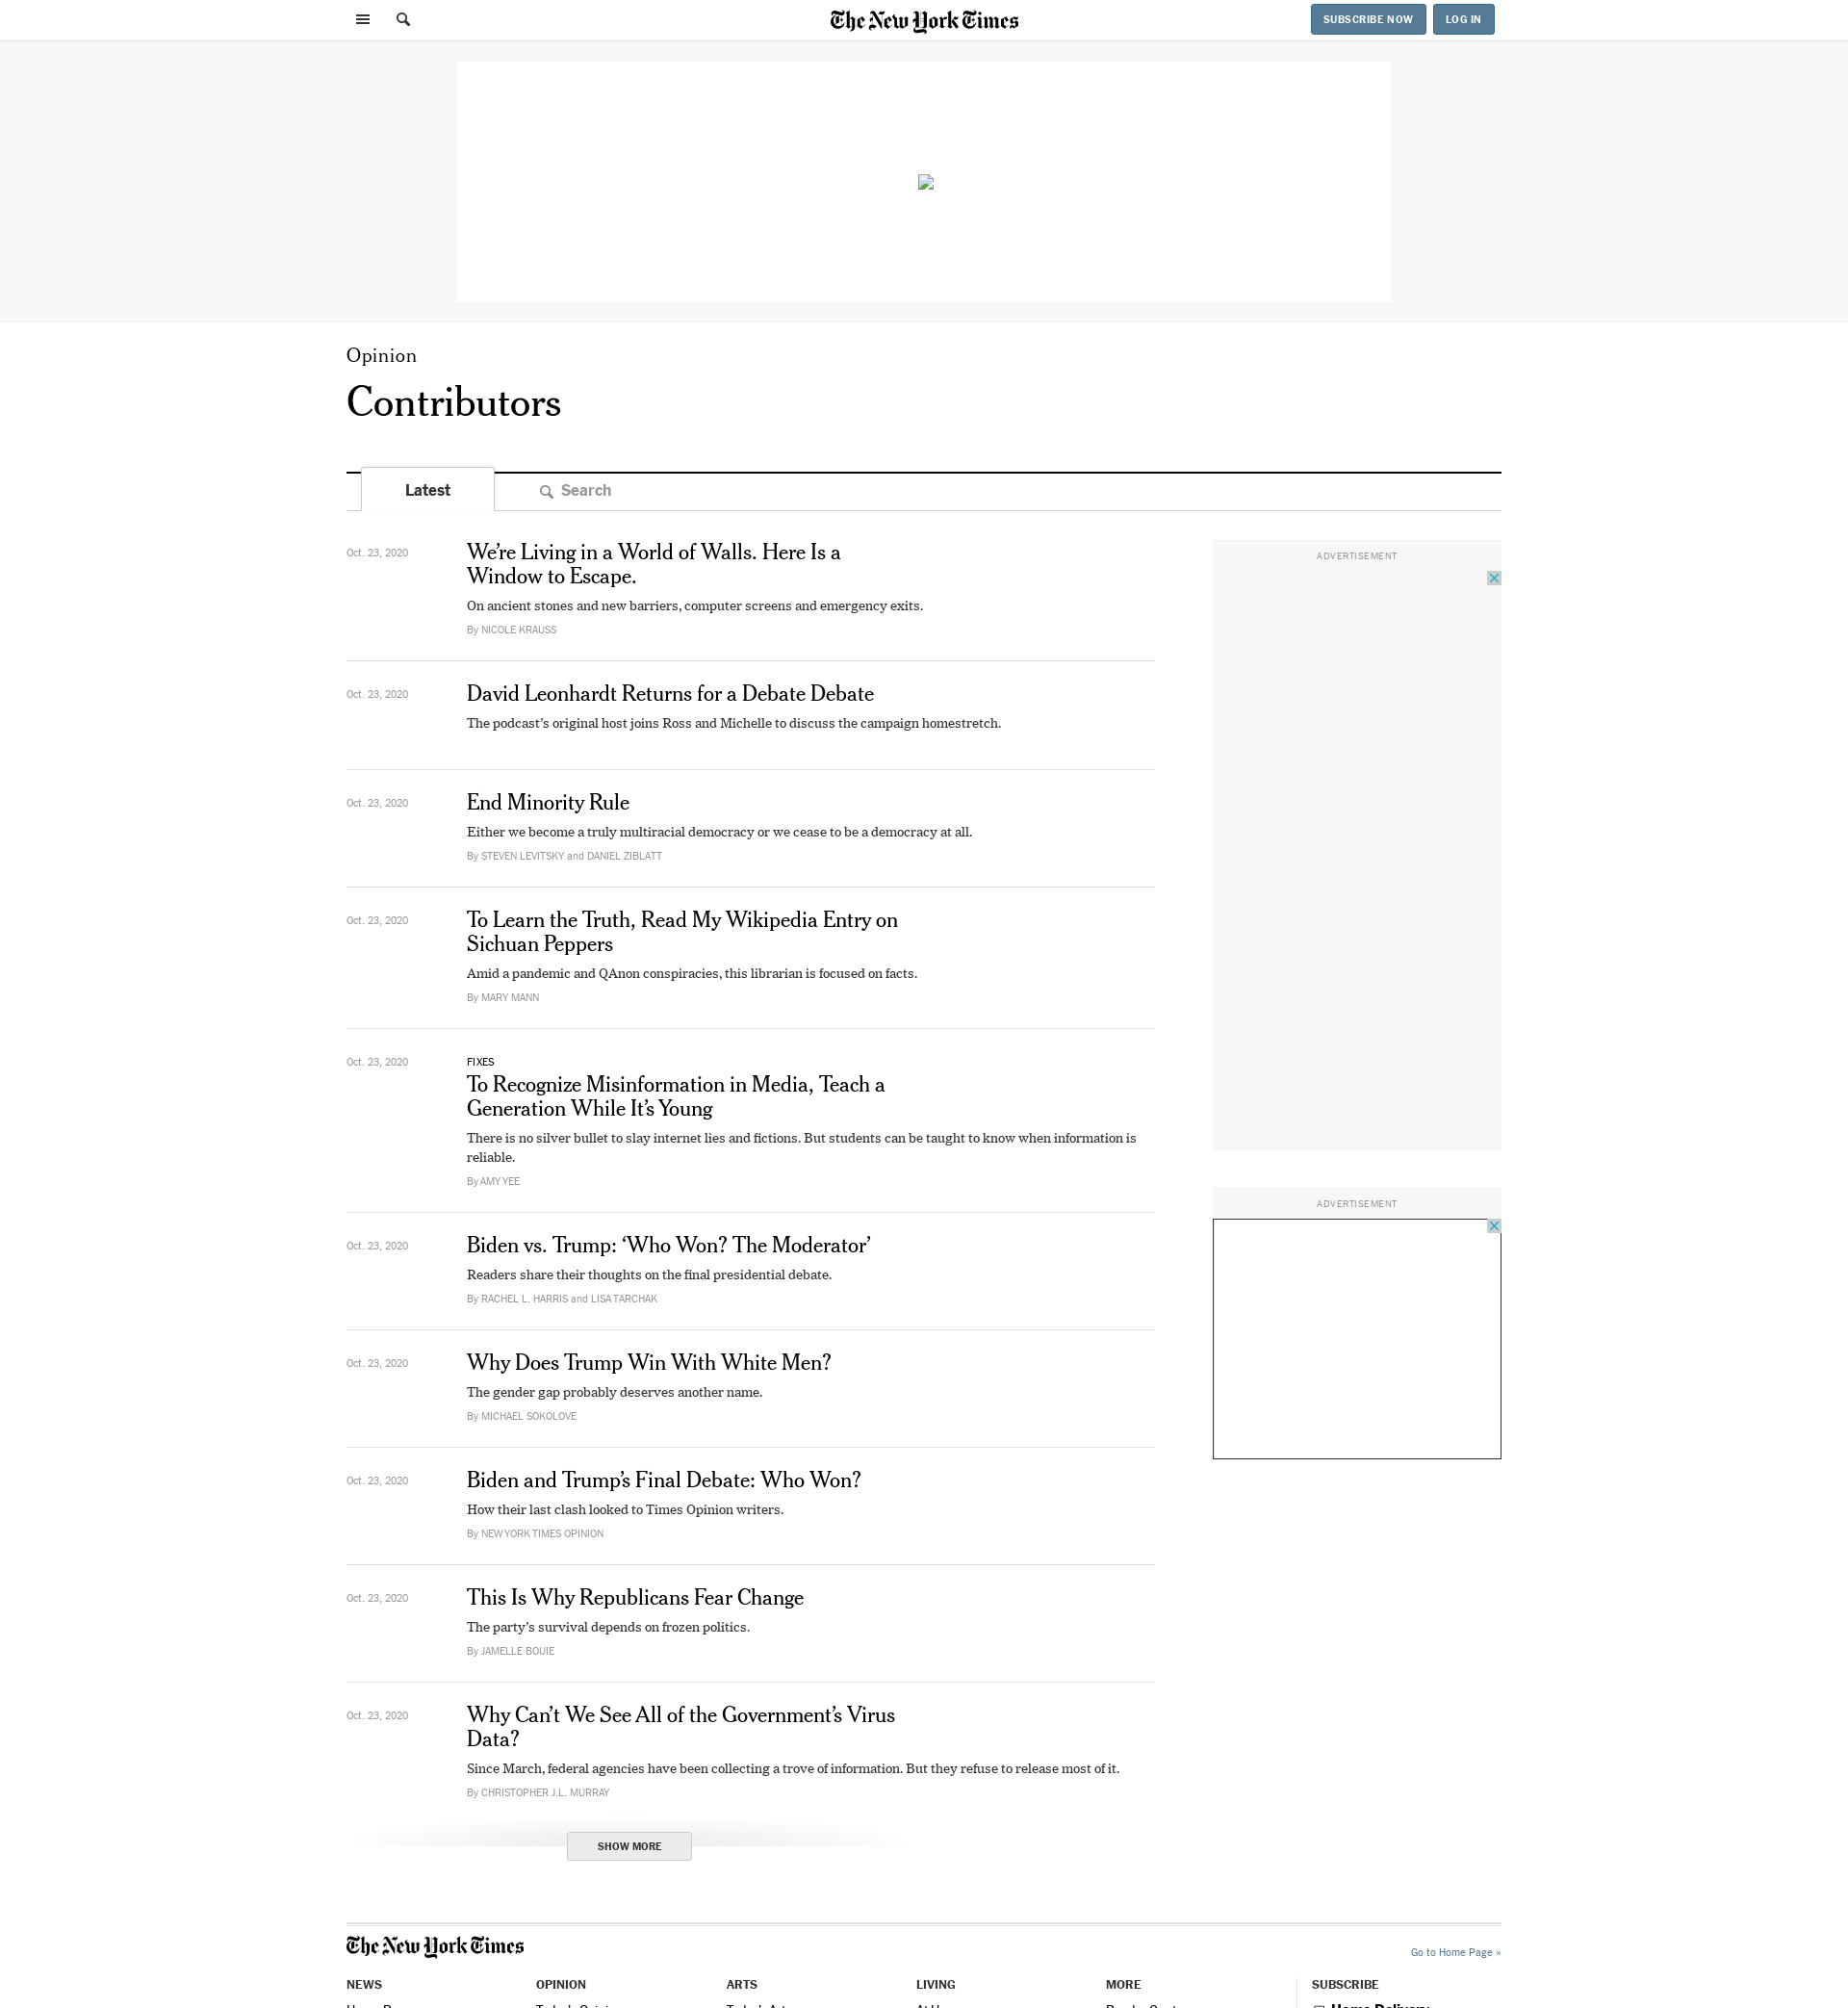 The New York Times
SUBSCRIBE NOW
LOG IN
Opinion
Contributors
Latest
Search
Oct. 23, 2020
We’re Living in a World of Walls. Here Is a
Window to Escape.
On ancient stones and new barriers, computer screens and emergency exits.
By NICOLE KRAUSS
Oct. 23, 2020
David Leonhardt Returns for a Debate Debate
The podcast’s original host joins Ross and Michelle to discuss the campaign homestretch.
Oct. 23, 2020
End Minority Rule
Either we become a truly multiracial democracy or we cease to be a democracy at all.
By STEVEN LEVITSKY and DANIEL ZIBLATT
Oct. 23, 2020
To Learn the Truth, Read My Wikipedia Entry on
Sichuan Peppers
Amid a pandemic and QAnon conspiracies, this librarian is focused on facts.
By MARY MANN
Oct. 23, 2020
FIXES
To Recognize Misinformation in Media, Teach a
Generation While It’s Young
There is no silver bullet to slay internet lies and fictions. But students can be taught to know when information is
reliable.
By AMY YEE
Oct. 23, 2020
Biden vs. Trump: ‘Who Won? The Moderator’
Readers share their thoughts on the final presidential debate.
By RACHEL L. HARRIS and LISA TARCHAK
Oct. 23, 2020
Why Does Trump Win With White Men?
The gender gap probably deserves another name.
By MICHAEL SOKOLOVE
Oct. 23, 2020
Biden and Trump’s Final Debate: Who Won?
How their last clash looked to Times Opinion writers.
By NEW YORK TIMES OPINION
Oct. 23, 2020
This Is Why Republicans Fear Change
The party’s survival depends on frozen politics.
By JAMELLE BOUIE
Oct. 23, 2020
Why Can’t We See All of the Government’s Virus
Data?
Since March, federal agencies have been collecting a trove of information. But they refuse to release most of it.
By CHRISTOPHER J.L. MURRAY
SHOW MORE
ADVERTISEMENT
ADVERTISEMENT
The New York Times
Go to Home Page »
NEWS
OPINION
ARTS
LIVING
MORE
SUBSCRIBE
Home Delivery